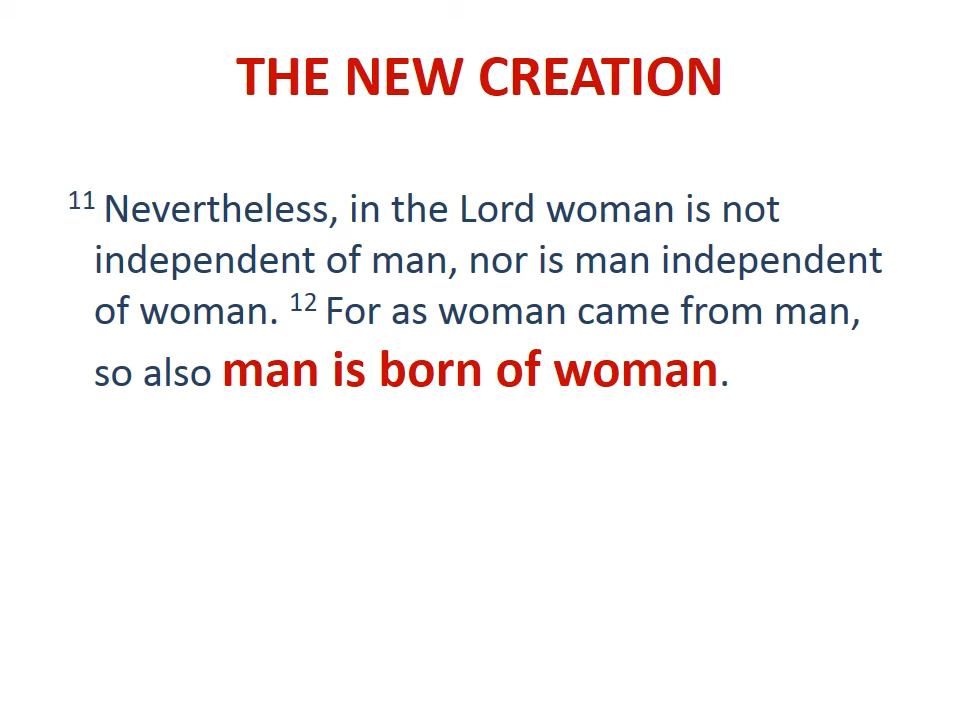 THE NEW CREATION
11 Nevertheless, in the Lord woman is not
independent of man, nor is man independent
of woman. 12 For as woman came from man,
so also man is born of woman.